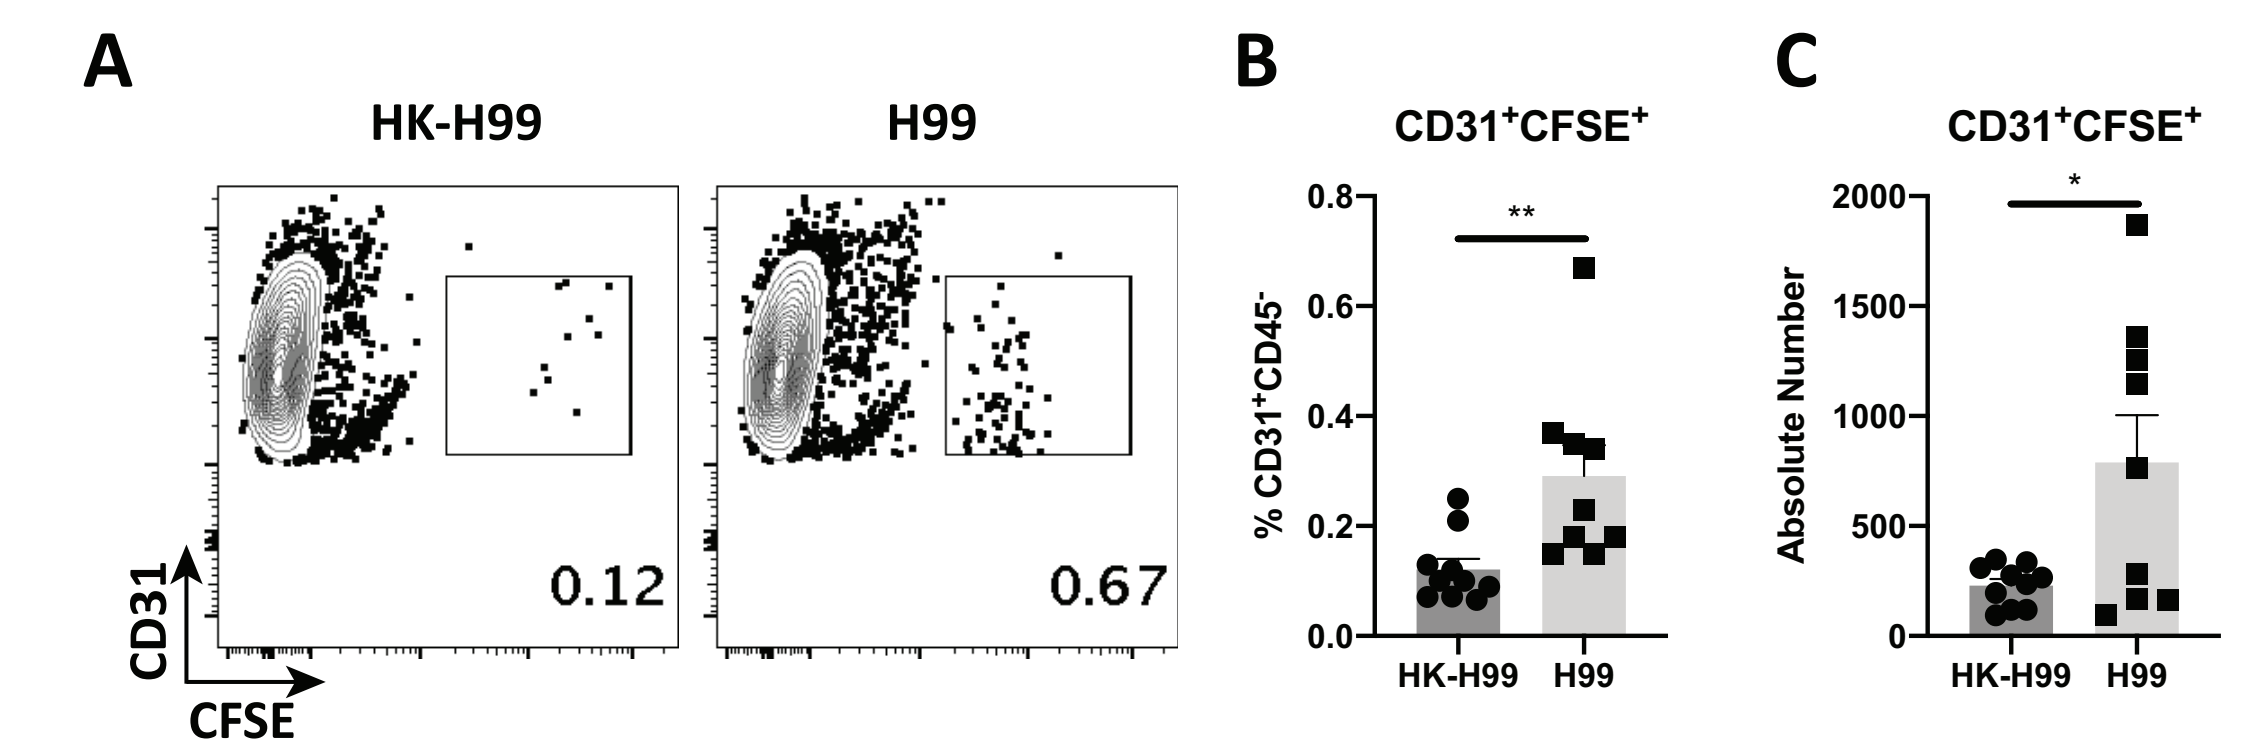 A
HK-H99
H99
0.12
0.67
CD31
CFSE
B
CD31⁺CFSE⁺
**
% CD31⁺CD45⁻
0.8
0.6
0.4
0.2
0.0
HK-H99
H99
C
CD31⁺CFSE⁺
*
Absolute Number
2000
1500
1000
500
0
HK-H99
H99